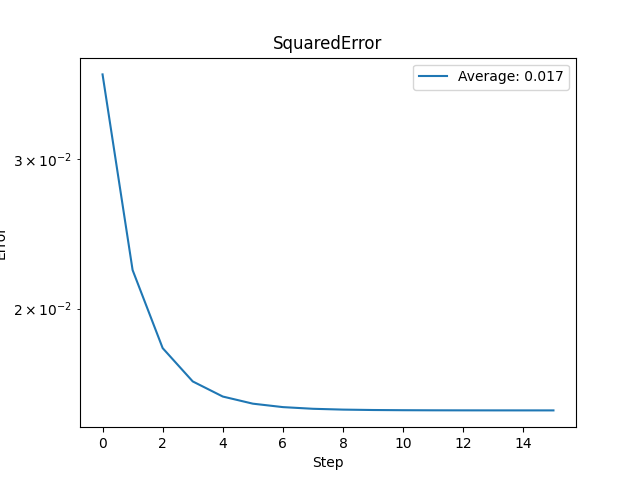 SquaredError
Average: 0.017
3 × 10⁻²
2 × 10⁻²
Error
0 2 4 6 8 10 12 14
Step